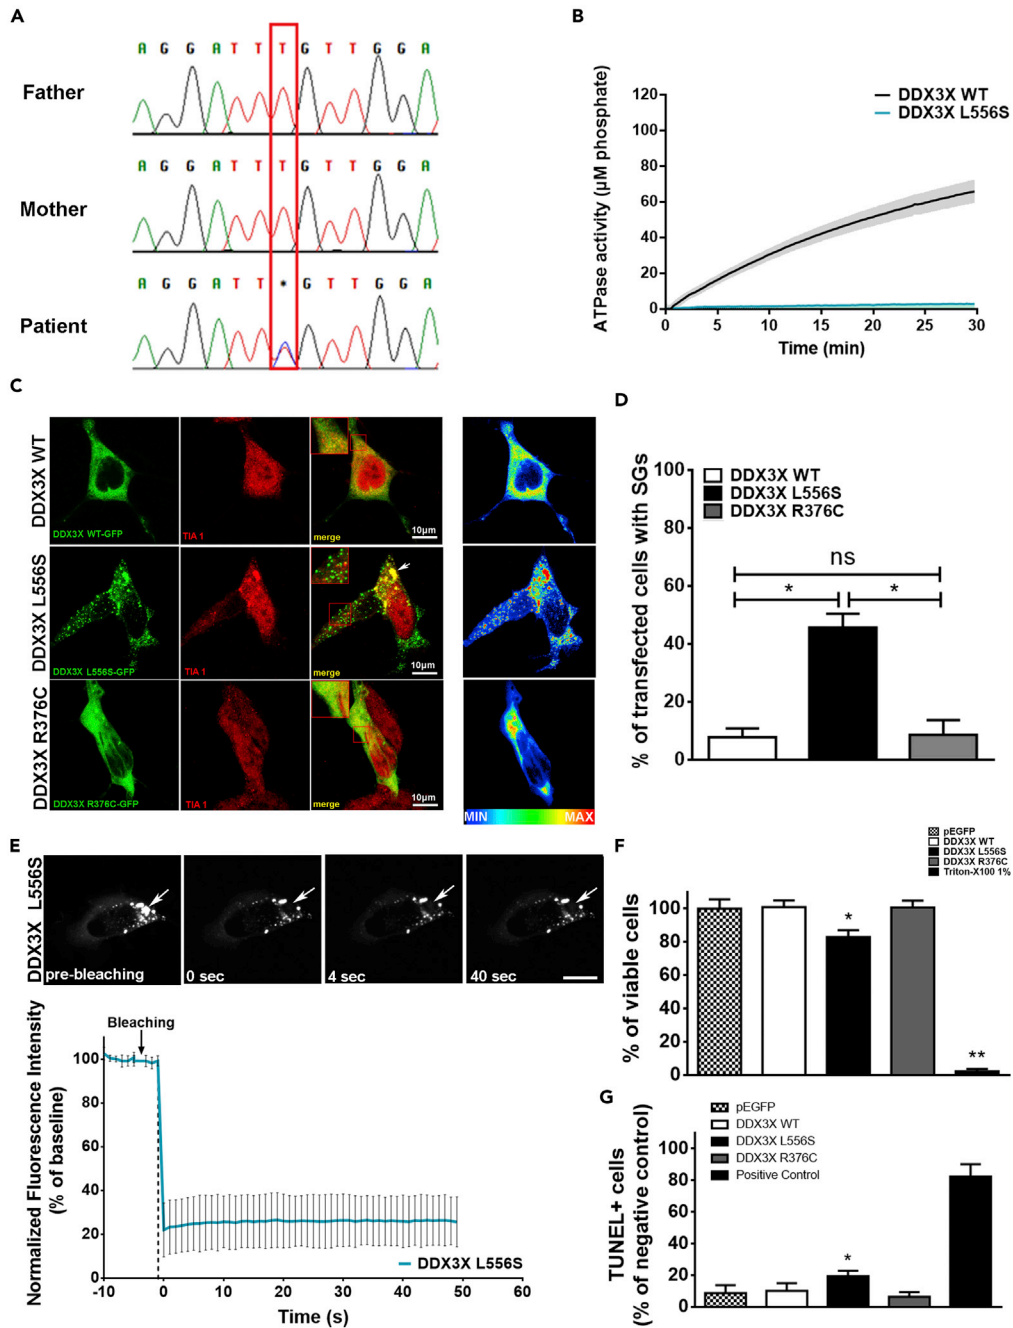 A
A G G A T T T G T T G G A
Father
A G G A T T T G T T G G A
Mother
A G G A T T * G T T G G A
Patient
B
ATPase activity (µM phosphate)
120
100
80
60
40
20
0
DDX3X WT
DDX3X L556S
0 5 10 15 20 25 30
Time (min)
C
DDX3X WT
DDX3X WT-GFP
TIA 1
merge
10µm
DDX3X L556S
DDX3X L556S-GFP
TIA 1
merge
10µm
DDX3X R376C
DDX3X R376C-GFP
TIA 1
merge
10µm
MIN MAX
D
% of transfected cells with SGs
100
80
60
40
20
0
DDX3X WT
DDX3X L556S
DDX3X R376C
ns
* *
E
DDX3X L556S
pre-bleaching
0 sec
4 sec
40 sec
Normalized Fluorescence Intensity
(% of baseline)
Bleaching
100
80
60
40
20
0
DDX3X L556S
-10 0 10 20 30 40 50 60
Time (s)
F
pEGFP
DDX3X WT
DDX3X L556S
DDX3X R376C
Triton-X100 1%
% of viable cells
100
80
60
40
20
0
*
**
G
TUNEL+ cells
(% of negative control)
pEGFP
DDX3X WT
DDX3X L556S
DDX3X R376C
Positive Control
80
60
40
20
0
*